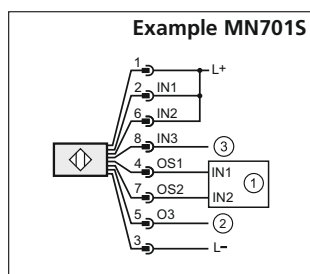 Example MN701S
1 L+
2 IN1
6 IN2
8 IN3 3
4 OS1 IN1
1
7 OS2 IN2
5 O3 2
3 L-